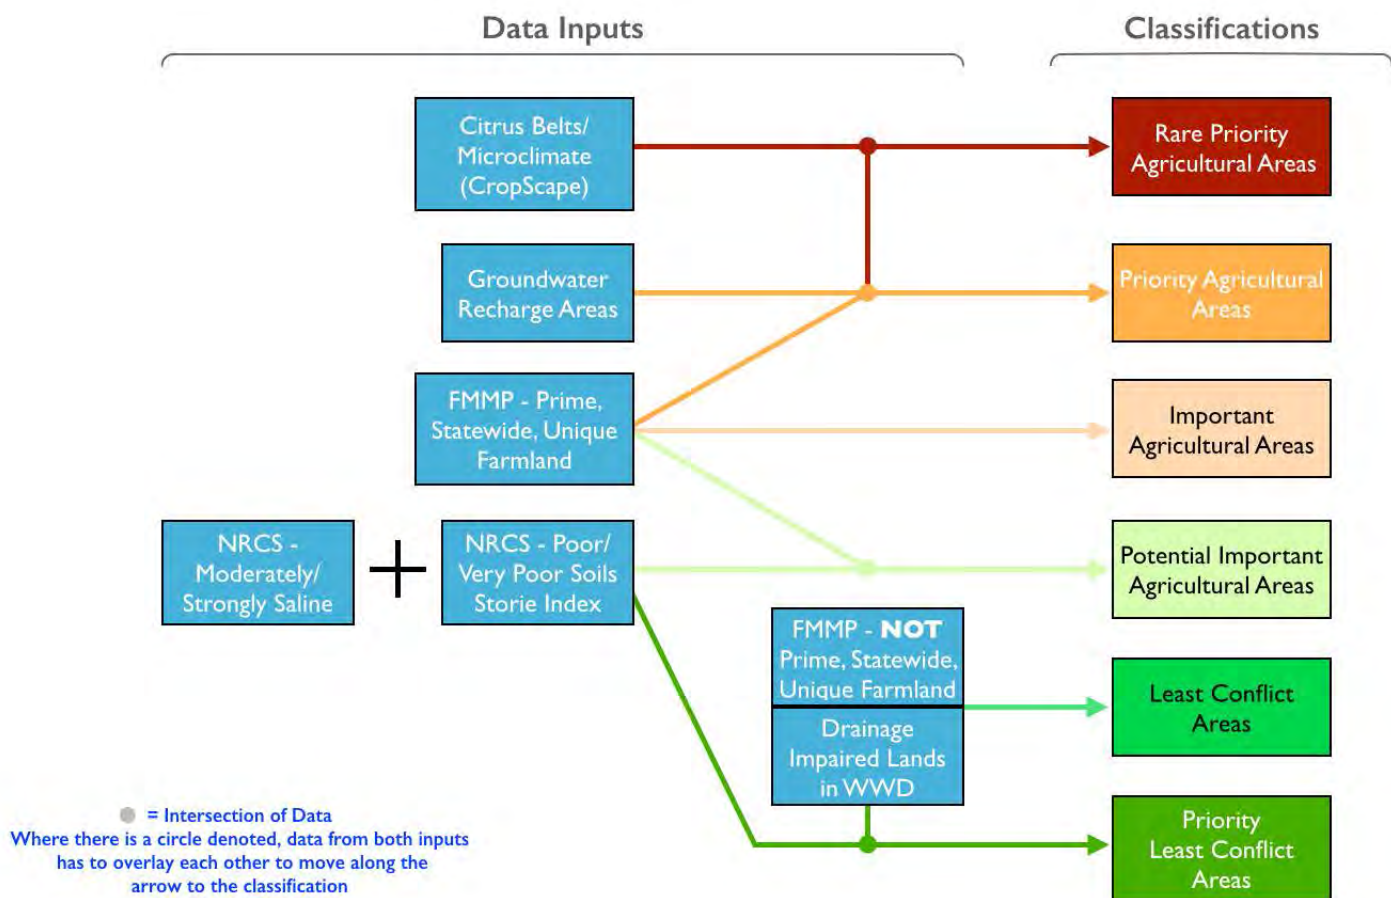 Data Inputs
Classifications
Citrus Belts/
Microclimate
(CropScape)
Rare Priority
Agricultural Areas
Groundwater
Recharge Areas
Priority Agricultural
Areas
FMMP - Prime,
Statewide, Unique
Farmland
Important
Agricultural Areas
NRCS -
Moderately/
Strongly Saline
+
NRCS - Poor/
Very Poor Soils
Storie Index
Potential Important
Agricultural Areas
FMMP - NOT
Prime, Statewide,
Unique Farmland
Drainage
Impaired Lands
in WWD
Least Conflict
Areas
Priority
Least Conflict
Areas
= Intersection of Data
Where there is a circle denoted, data from both inputs
has to overlay each other to move along the
arrow to the classification